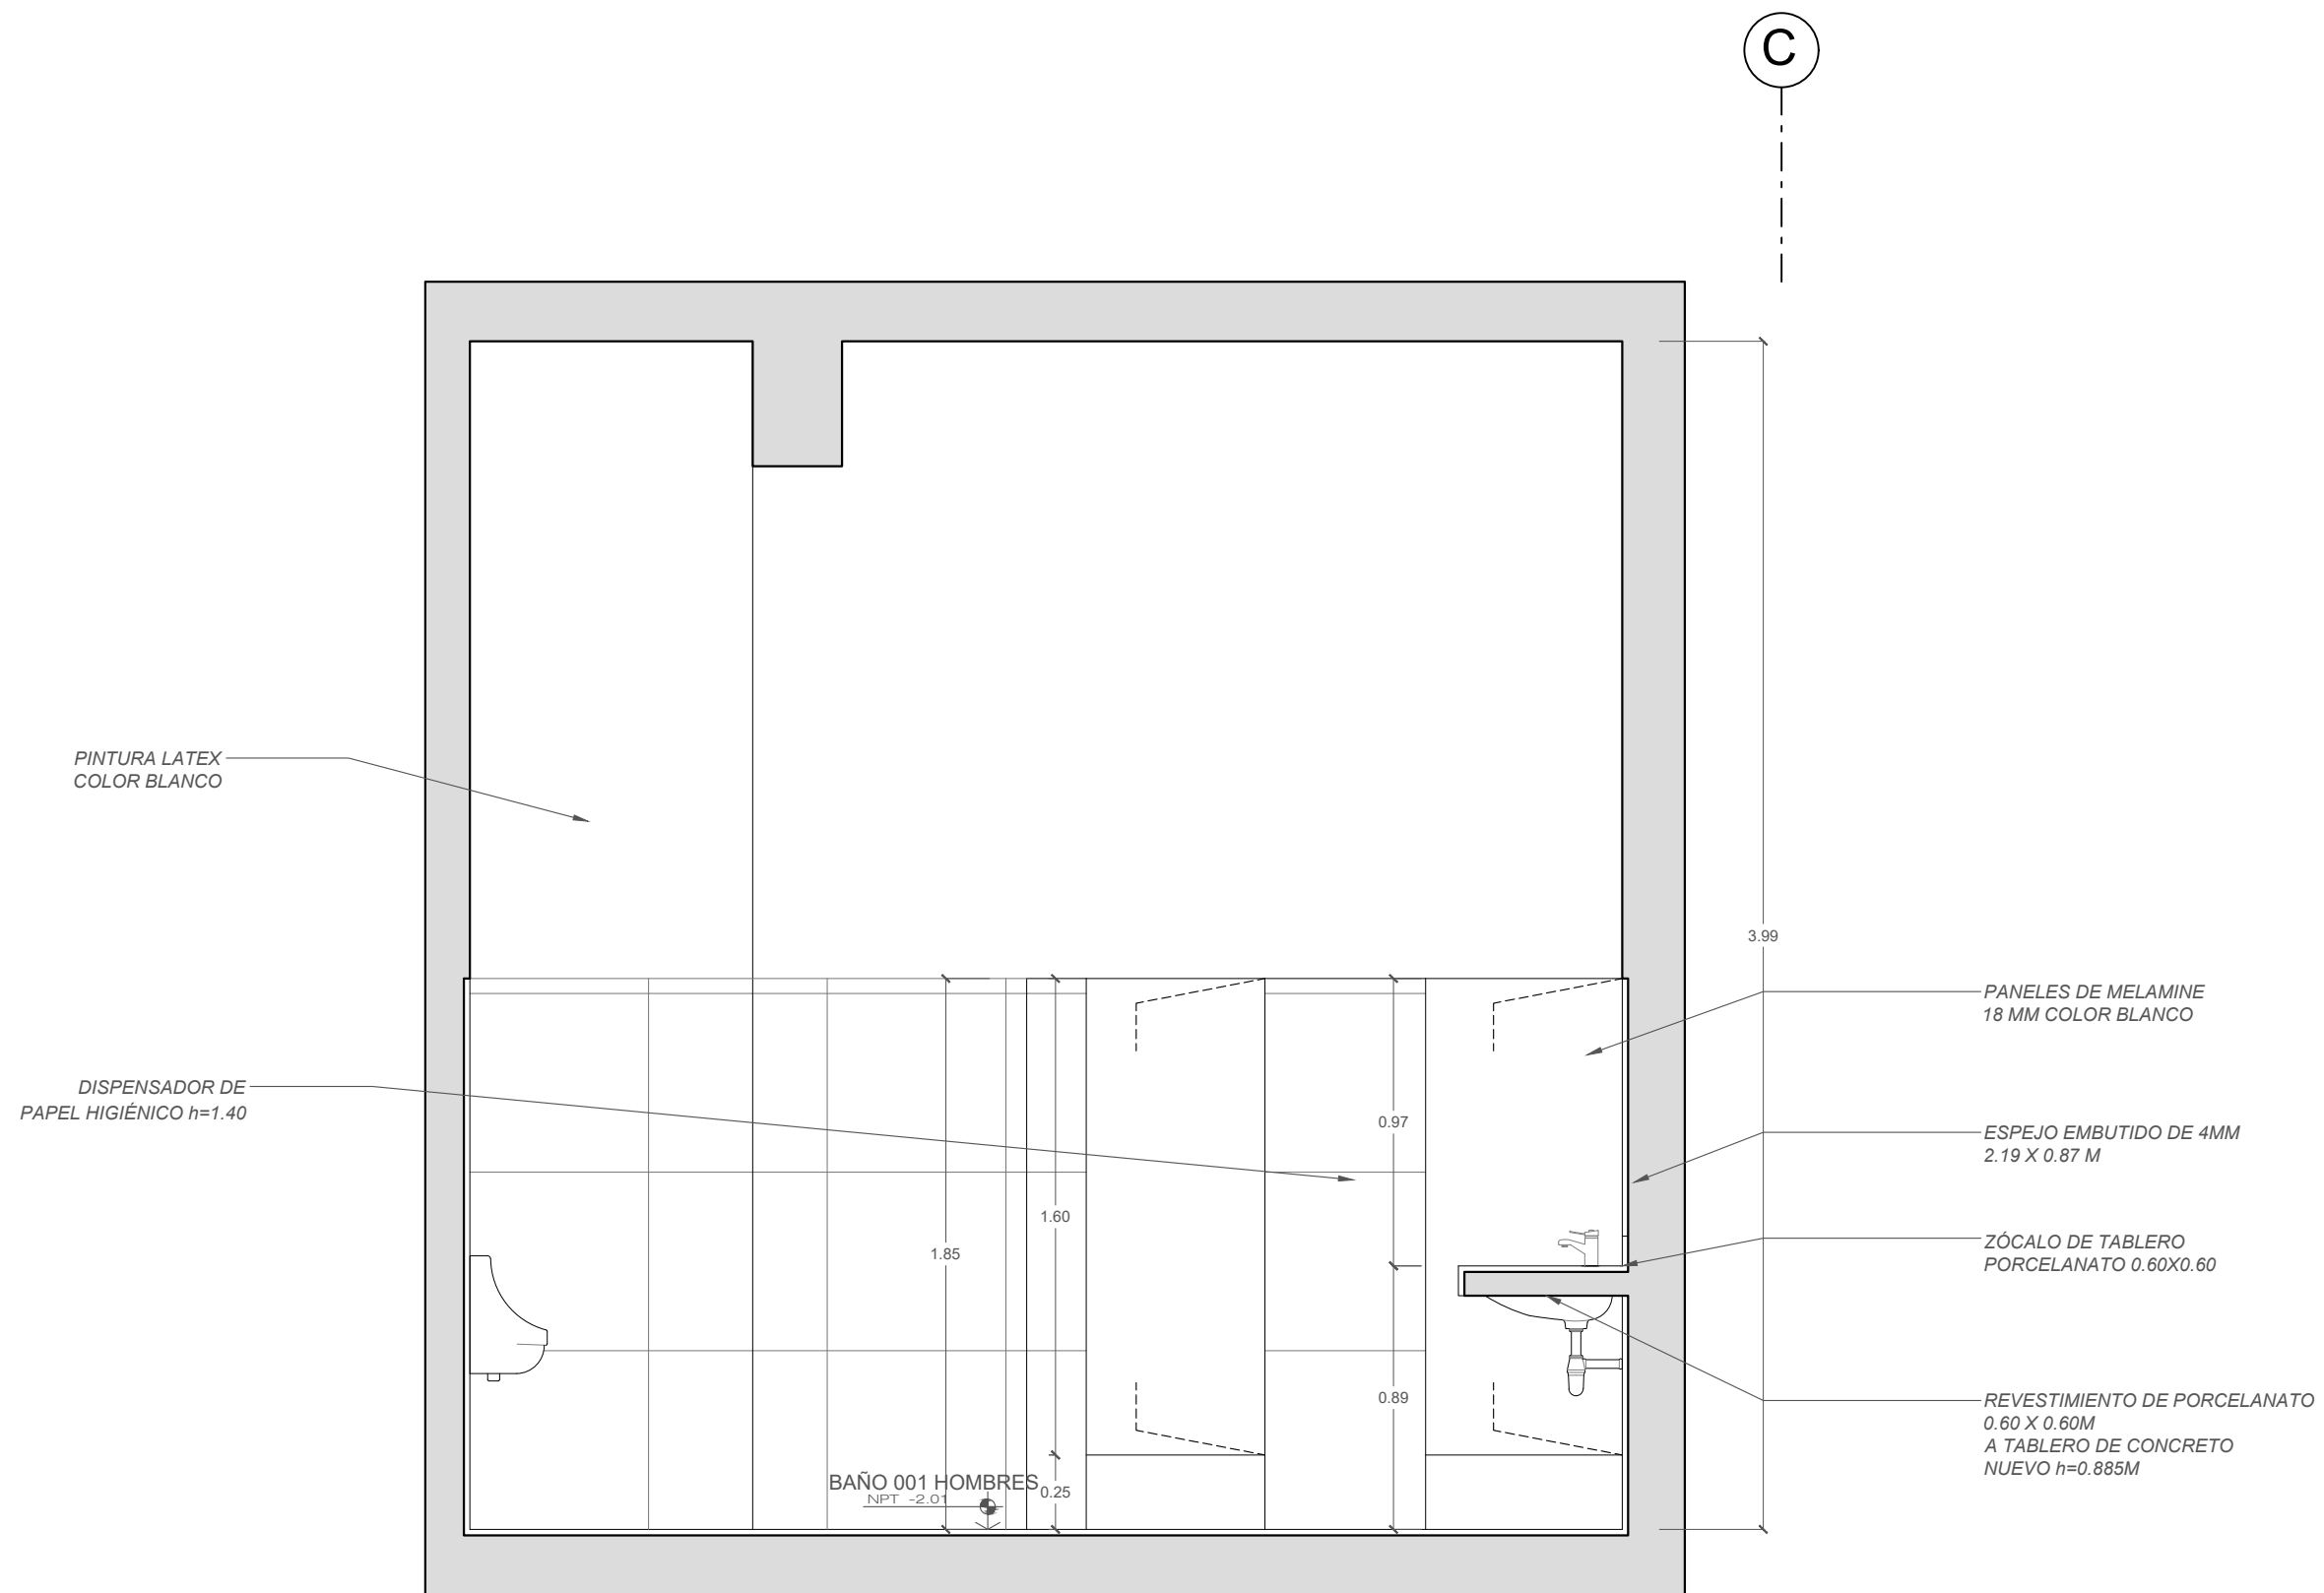 C
PINTURA LATEX
COLOR BLANCO
3.99
PANELES DE MELAMINE
18 MM COLOR BLANCO
DISPENSADOR DE
PAPEL HIGIÉNICO h=1.40
0.97
ESPEJO EMBUTIDO DE 4MM
2.19 X 0.87 M
1.60
1.85
ZÓCALO DE TABLERO
PORCELANATO 0.60X0.60
0.89
REVESTIMIENTO DE PORCELANATO
0.60 X 0.60M
A TABLERO DE CONCRETO
NUEVO h=0.885M
BAÑO 001 HOMBRES
NPT -2.01
0.25